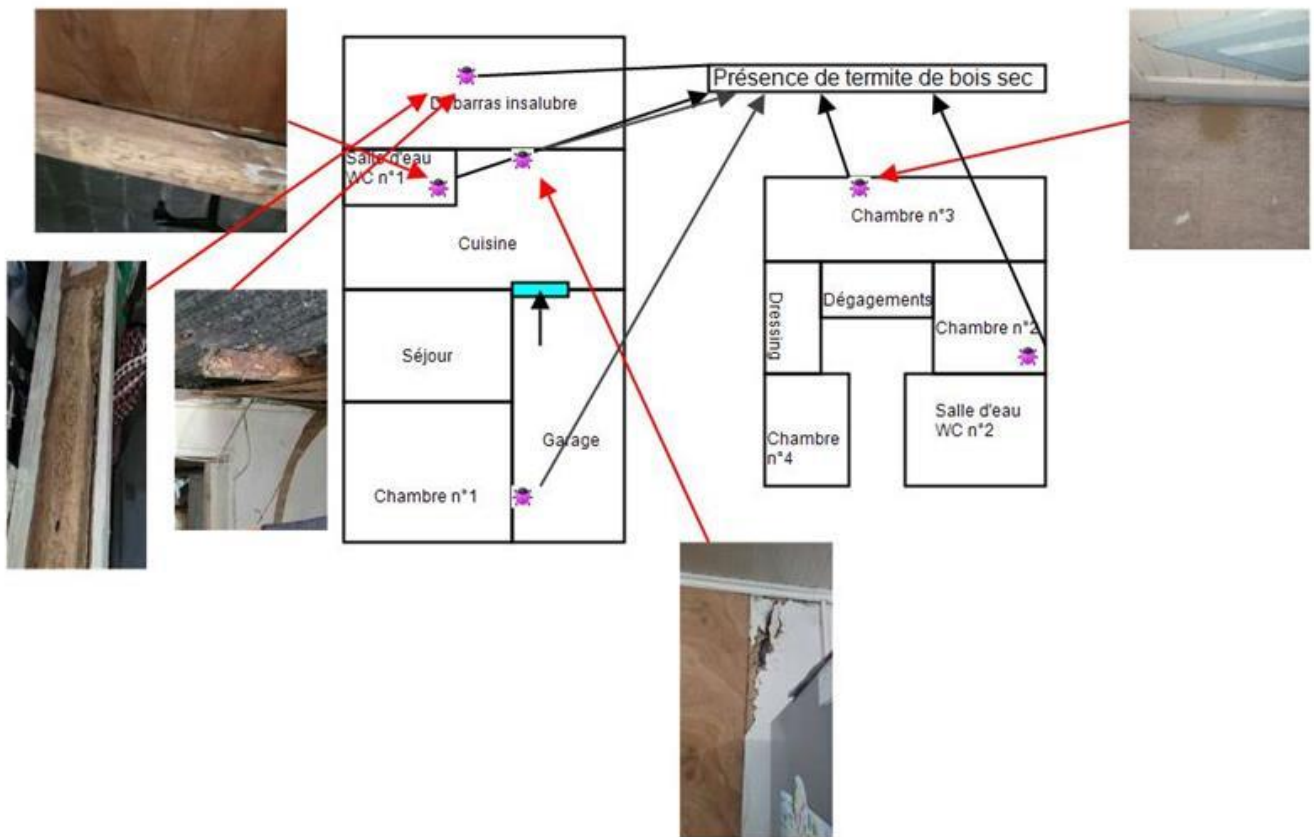 Présence de termite de bois sec
Débarras insalubre
Salle d'eau
WC n°1
Cuisine
Séjour
Garage
Chambre n°1
Chambre n°3
Dressing
Dégagements
Chambre n°2
Chambre
n°4
Salle d'eau
WC n°2